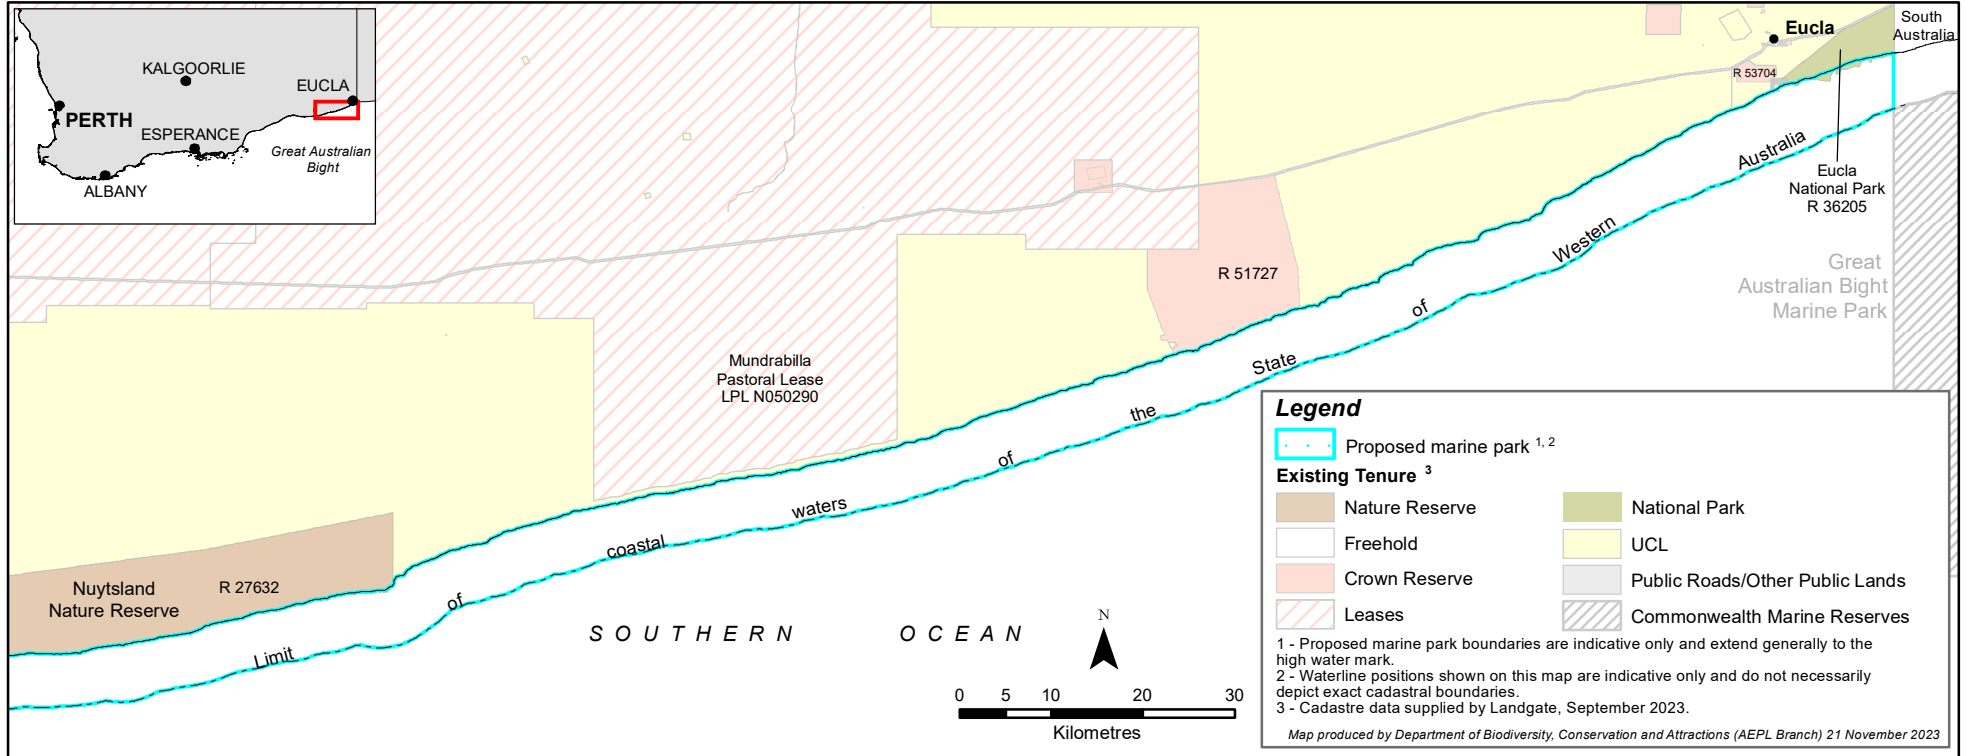 KALGOORLIE
EUCLA
PERTH
ESPERANCE
Great Australian
Bight
ALBANY
Eucla
South
Australia
R 53704
Eucla
National Park
R 36205
Great
Australian Bight
Marine Park
R 51727
Mundrabilla
Pastoral Lease
LPL N050290
Nuytsland
Nature Reserve
R 27632
Limit of coastal waters of the State of Western Australia
SOUTHERN OCEAN
N
0 5 10 20 30
Kilometres
Legend
Proposed marine park 1, 2
Existing Tenure 3
Nature Reserve
Freehold
Crown Reserve
Leases
National Park
UCL
Public Roads/Other Public Lands
Commonwealth Marine Reserves
1 - Proposed marine park boundaries are indicative only and extend generally to the
high water mark.
2 - Waterline positions shown on this map are indicative only and do not necessarily
depict exact cadastral boundaries.
3 - Cadastre data supplied by Landgate, September 2023.
Map produced by Department of Biodiversity, Conservation and Attractions (AEPL Branch) 21 November 2023